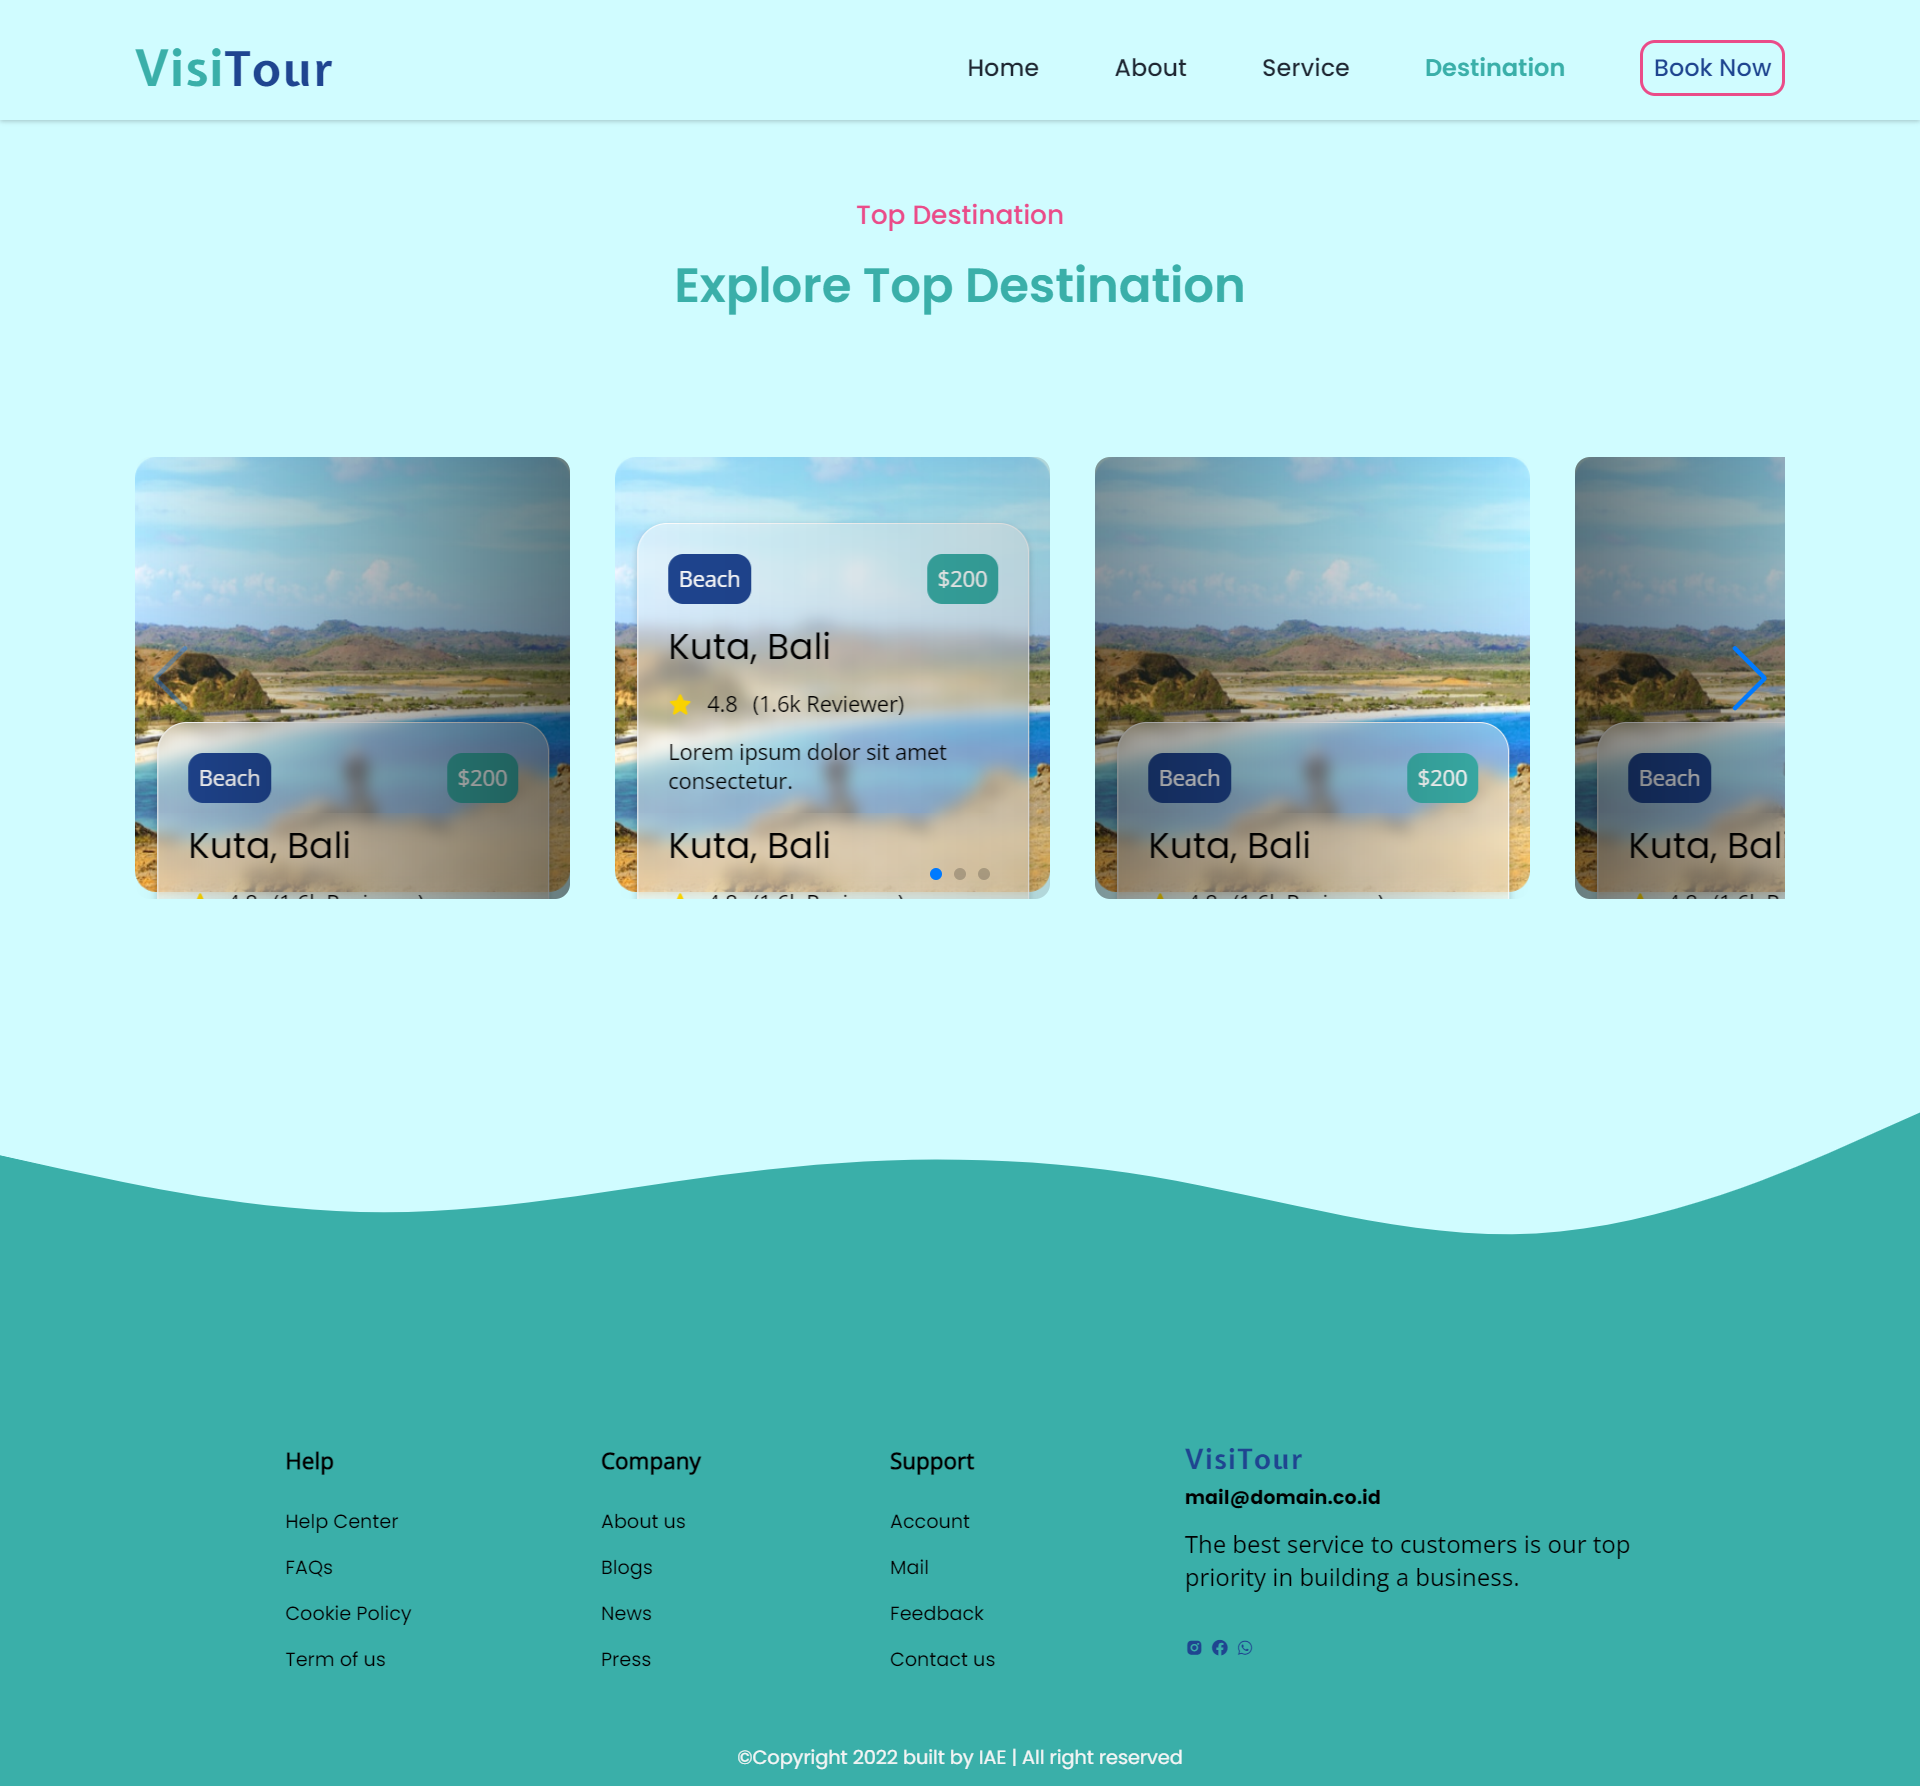 VisiTour
Home
About
Service
Destination
Book Now
Top Destination
Explore Top Destination
Beach
$200
Kuta, Bali
Beach
$200
Kuta, Bali
4.8 (1.6k Reviewer)
Lorem ipsum dolor sit amet
consectetur.
Kuta, Bali
Beach
$200
Kuta, Bali
Beach
Kuta, Bali
Help
Help Center
FAQs
Cookie Policy
Term of us
Company
About us
Blogs
News
Press
Support
Account
Mail
Feedback
Contact us
VisiTour
mail@domain.co.id
The best service to customers is our top
priority in building a business.
©Copyright 2022 built by IAE | All right reserved